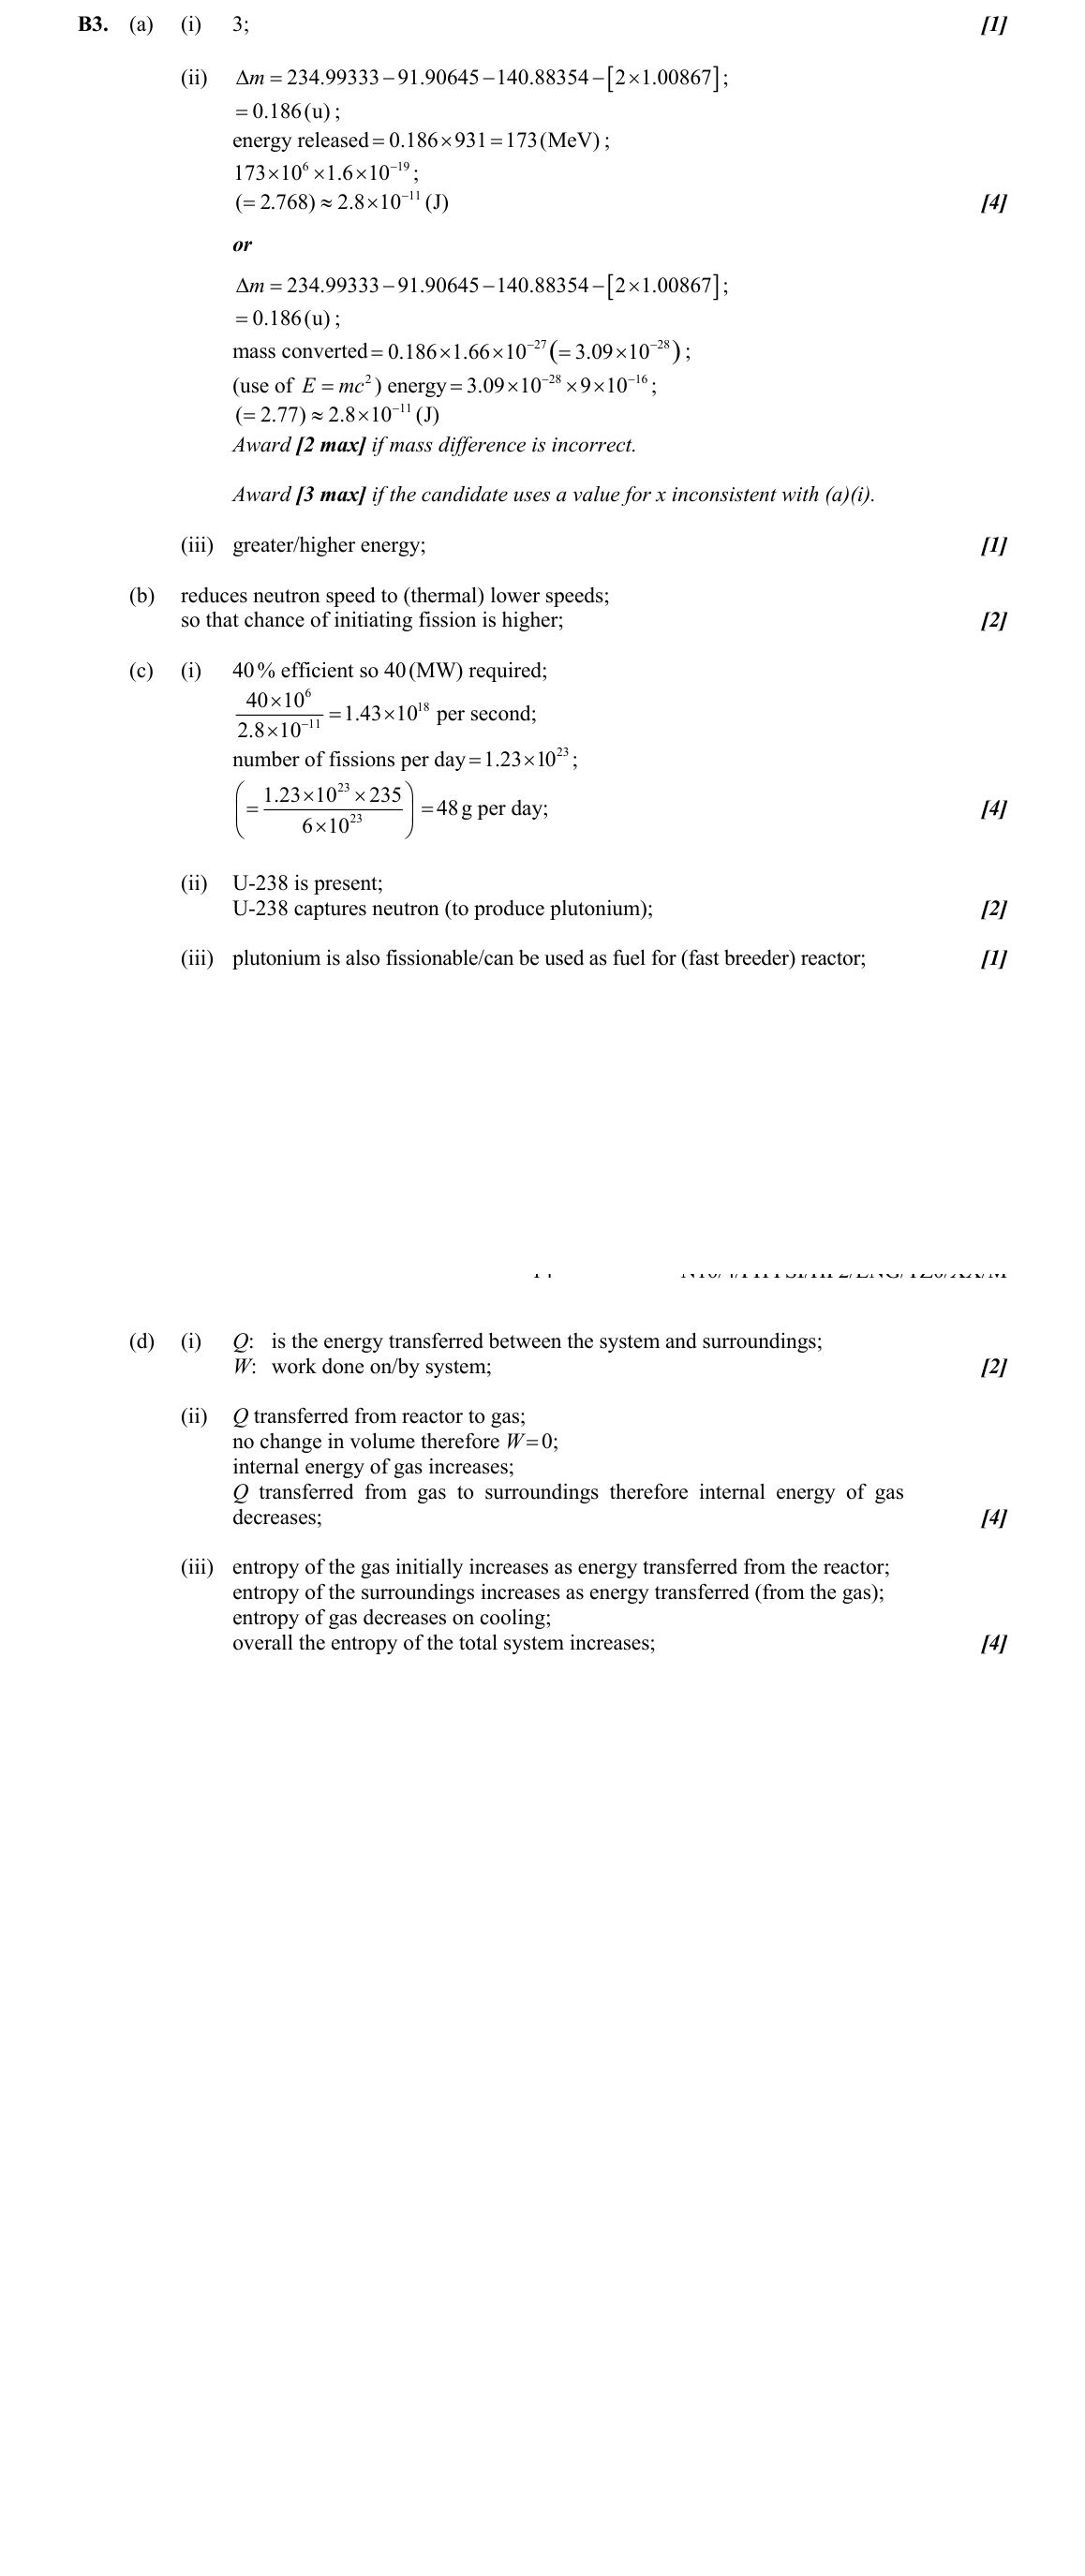 B3. (a) (i) 3; [1]
(ii) Δm = 234.99333 − 91.90645 − 140.88354 − [2×1.00867];
= 0.186 (u);
energy released = 0.186×931 = 173 (MeV);
173×10⁶ ×1.6×10⁻¹⁹;
(= 2.768) ≈ 2.8×10⁻¹¹ (J) [4]
or
Δm = 234.99333 − 91.90645 − 140.88354 − [2×1.00867];
= 0.186 (u);
mass converted = 0.186×1.66×10⁻²⁷ (= 3.09×10⁻²⁸);
(use of E = mc²) energy = 3.09×10⁻²⁸ ×9×10⁻¹⁶;
(= 2.77) ≈ 2.8×10⁻¹¹ (J)
Award [2 max] if mass difference is incorrect.
Award [3 max] if the candidate uses a value for x inconsistent with (a)(i).
(iii) greater/higher energy; [1]
(b) reduces neutron speed to (thermal) lower speeds;
so that chance of initiating fission is higher; [2]
(c) (i) 40% efficient so 40 (MW) required;
40×10⁶ / 2.8×10⁻¹¹ = 1.43×10¹⁸ per second;
number of fissions per day = 1.23×10²³;
(= 1.23×10²³ ×235 / 6×10²³) = 48 g per day; [4]
(ii) U-238 is present;
U-238 captures neutron (to produce plutonium); [2]
(iii) plutonium is also fissionable/can be used as fuel for (fast breeder) reactor; [1]
(d) (i) Q: is the energy transferred between the system and surroundings;
W: work done on/by system; [2]
(ii) Q transferred from reactor to gas;
no change in volume therefore W = 0;
internal energy of gas increases;
Q transferred from gas to surroundings therefore internal energy of gas
decreases; [4]
(iii) entropy of the gas initially increases as energy transferred from the reactor;
entropy of the surroundings increases as energy transferred (from the gas);
entropy of gas decreases on cooling;
overall the entropy of the total system increases; [4]